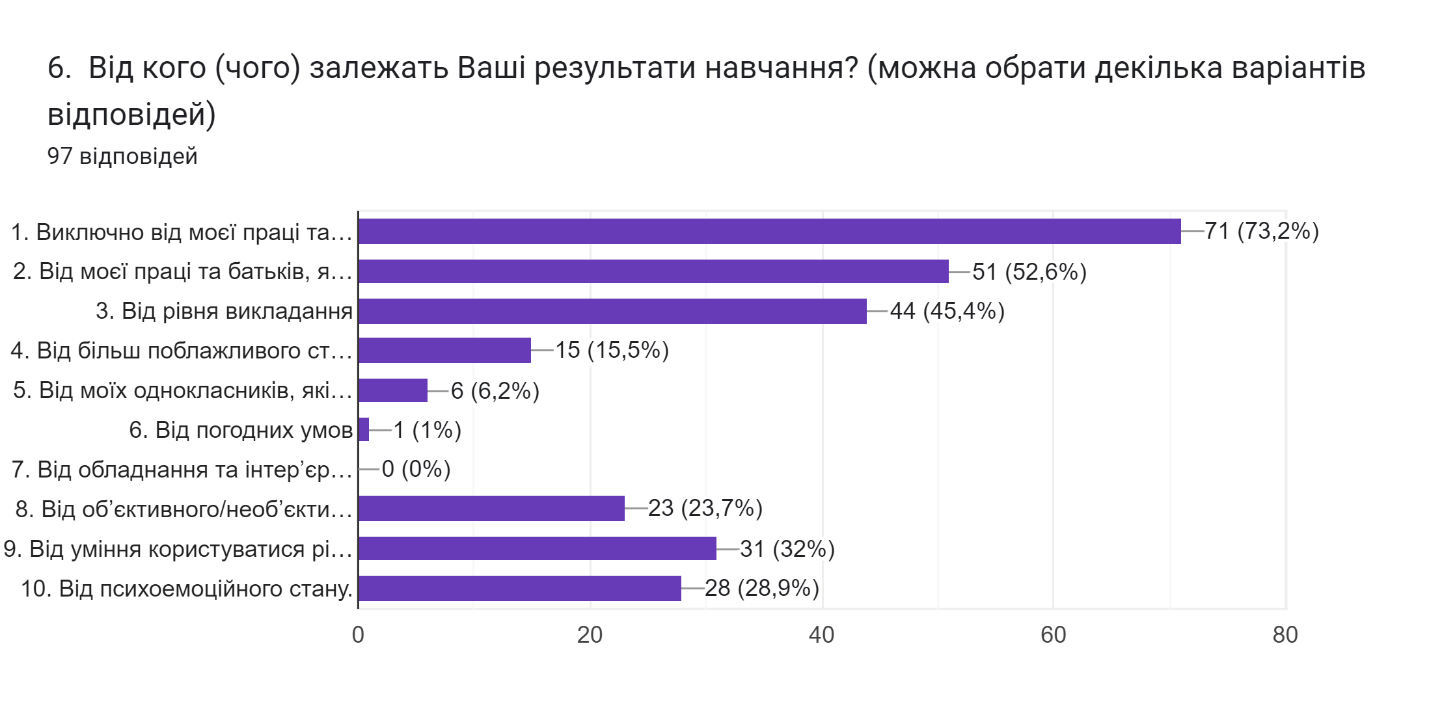 6.  Від кого (чого) залежать Ваші результати навчання? (можна обрати декілька варіантів
відповідей)
97 відповідей
1. Виключно від моєї праці та… 71 (73,2%)
2. Від моєї праці та батьків, я… 51 (52,6%)
3. Від рівня викладання 44 (45,4%)
4. Від більш поблажливого ст… 15 (15,5%)
5. Від моїх однокласників, які… 6 (6,2%)
6. Від погодних умов 1 (1%)
7. Від обладнання та інтер’єр… 0 (0%)
8. Від об’єктивного/необ’єкти… 23 (23,7%)
9. Від уміння користуватися рі… 31 (32%)
10. Від психоемоційного стану. 28 (28,9%)
0 20 40 60 80